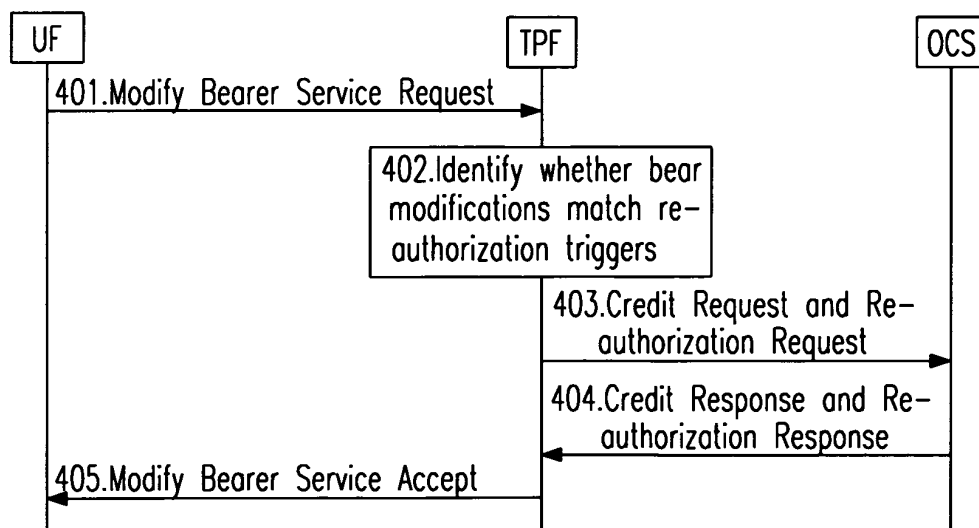 UF
TPF
OCS
401.Modify Bearer Service Request
402.Identify whether bear
modifications match re-
authorization triggers
403.Credit Request and Re-
authorization Request
404.Credit Response and Re-
authorization Response
405.Modify Bearer Service Accept